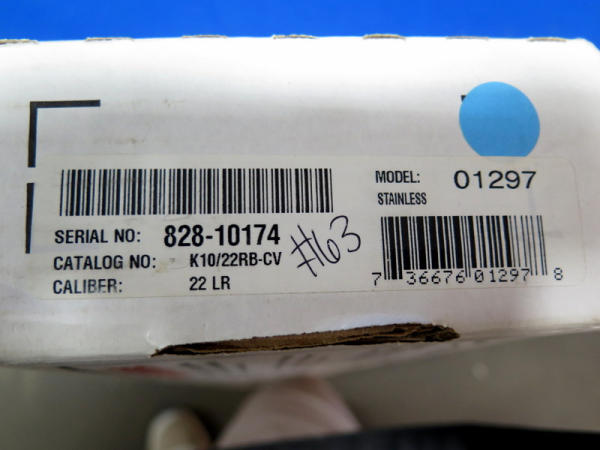 MODEL: 01297
STAINLESS
SERIAL NO: 828-10174
CATALOG NO: K10/22RB-CV
CALIBER: 22 LR
#163
7 36676 01297 8